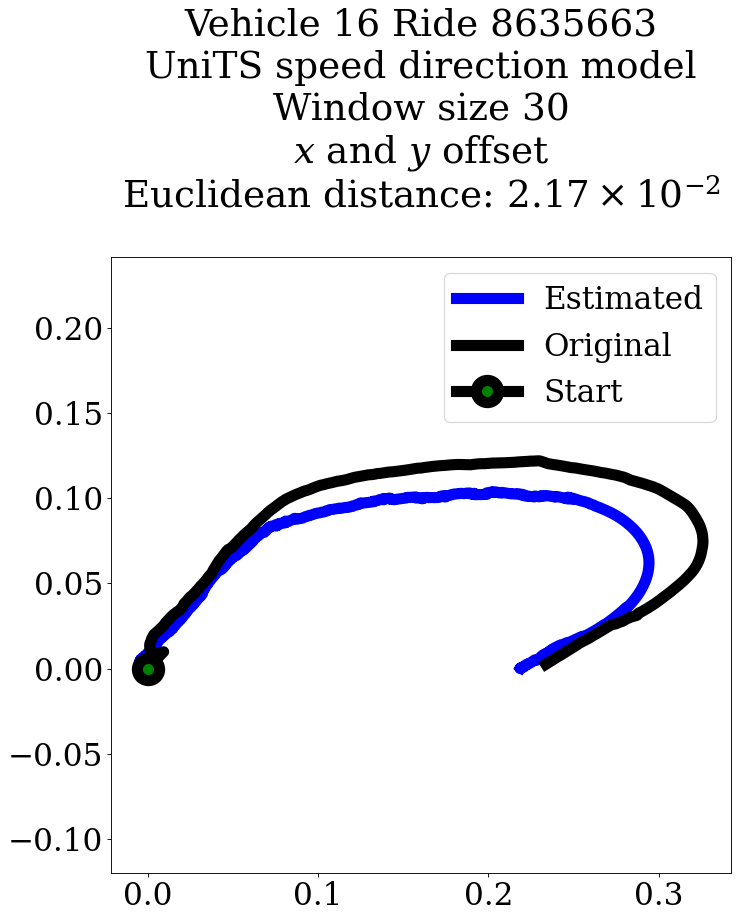 Vehicle 16 Ride 8635663
UniTS speed direction model
Window size 30
x and y offset
Euclidean distance: 2.17 × 10⁻²
Estimated
Original
Start
0.20
0.15
0.10
0.05
0.00
−0.05
−0.10
0.0 0.1 0.2 0.3